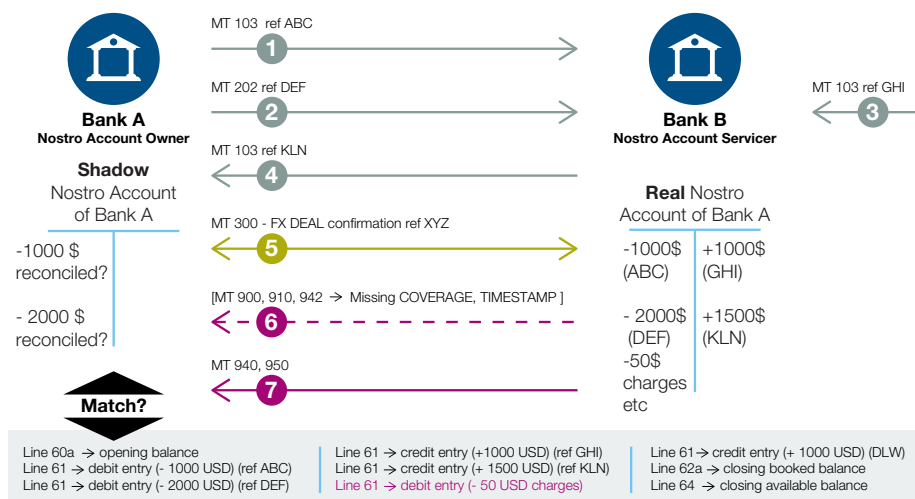 MT 103 ref ABC
1
MT 202 ref DEF
2
MT 103 ref GHI
3
Bank A
Nostro Account Owner
Bank B
Nostro Account Servicer
MT 103 ref KLN
4
Shadow
Nostro Account
of Bank A
-1000 $
reconciled?
- 2000 $
reconciled?
Real Nostro
Account of Bank A
-1000$
(ABC)
+1000$
(GHI)
- 2000$
(DEF)
-50$
charges
etc
+1500$
(KLN)
MT 300 - FX DEAL confirmation ref XYZ
5
[MT 900, 910, 942 → Missing COVERAGE, TIMESTAMP ]
6
MT 940, 950
7
Match?
Line 60a → opening balance
Line 61 → debit entry (- 1000 USD) (ref ABC)
Line 61 → debit entry (- 2000 USD) (ref DEF)
Line 61 → credit entry (+1000 USD) (ref GHI)
Line 61 → credit entry (+ 1500 USD) (ref KLN)
Line 61 → debit entry (- 50 USD charges)
Line 61 → credit entry (+ 1000 USD) (DLW)
Line 62a → closing booked balance
Line 64 → closing available balance